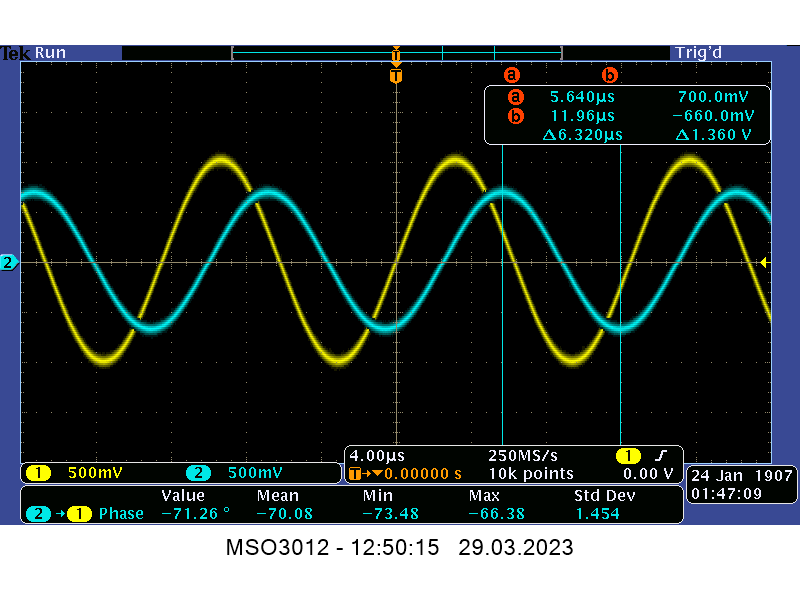 Tek Run Trig'd
T
T a b
a 5.640µs 700.0mV
b 11.96µs −660.0mV
Δ6.320µs Δ1.360 V
2
1 500mV 2 500mV
4.00µs 250MS/s 1
T→▼0.00000 s 10k points 0.00 V
24 Jan 1907
01:47:09
Value Mean Min Max Std Dev
2 → 1 Phase −71.26 ° −70.08 −73.48 −66.38 1.454
MSO3012 - 12:50:15 29.03.2023